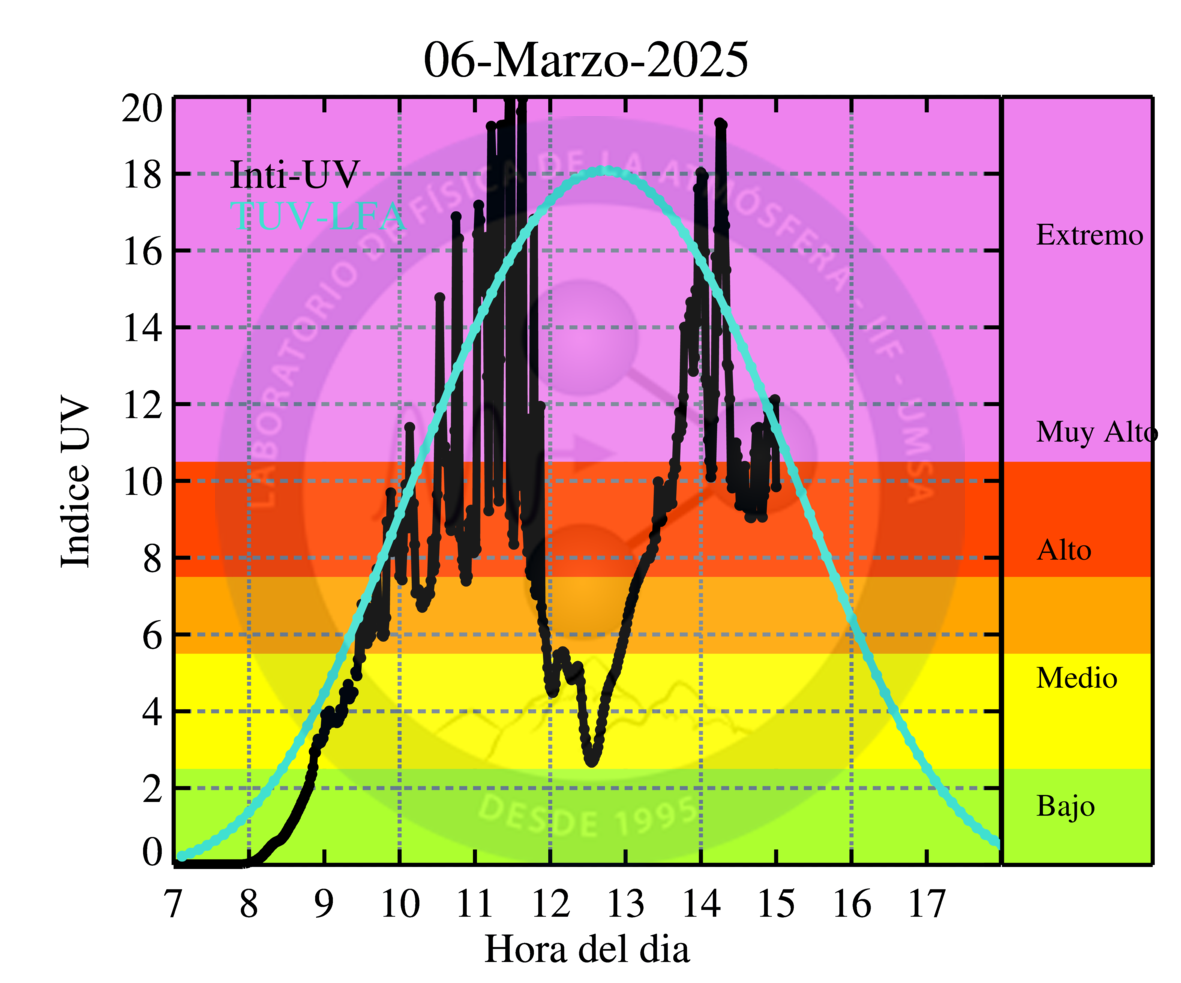 06-Marzo-2025
Indice UV
20
18
16
14
12
10
8
6
4
2
0
Inti-UV
TUV-LFA
LABORATORIO DE FÍSICA DE LA ATMÓSFERA - IIF - UMSA
DESDE 1995
Extremo
Muy Alto
Alto
Medio
Bajo
7 8 9 10 11 12 13 14 15 16 17
Hora del dia